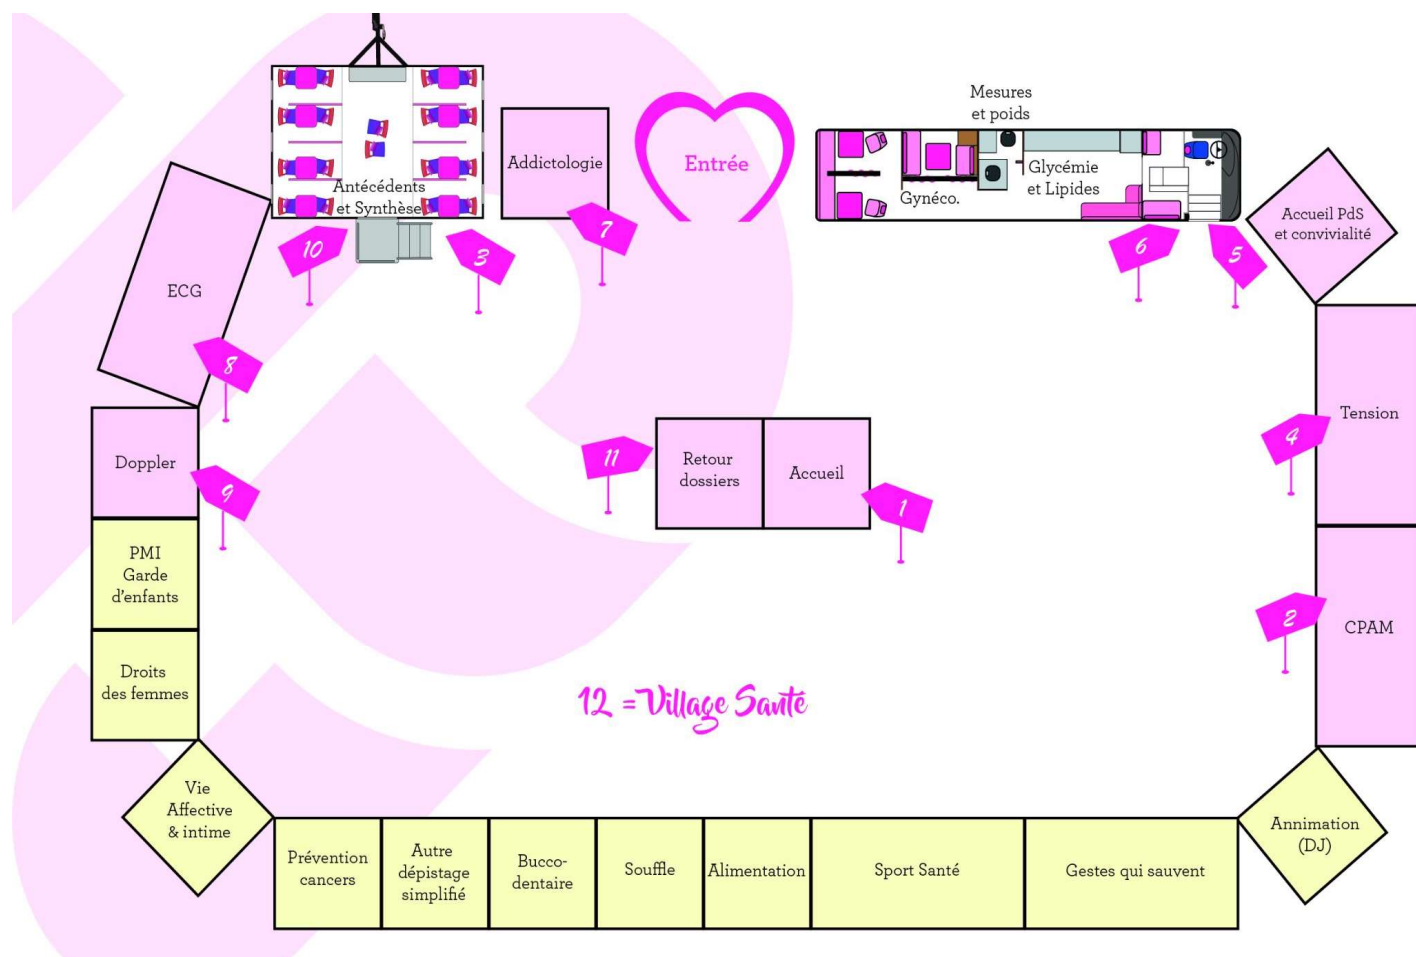 Mesures
et poids
Addictologie
Entrée
Antécédents
et Synthèse
Gynéco.
Glycémie
et Lipides
Accueil PdS
et convivialité
10
3
7
6
5
ECG
8
Tension
4
Doppler
9
11
Retour
dossiers
Accueil
1
PMI
Garde
d'enfants
2
CPAM
Droits
des femmes
12 = Village Santé
Vie
Affective
& intime
Annimation
(DJ)
Prévention
cancers
Autre
dépistage
simplifié
Bucco-
dentaire
Souffle
Alimentation
Sport Santé
Gestes qui sauvent